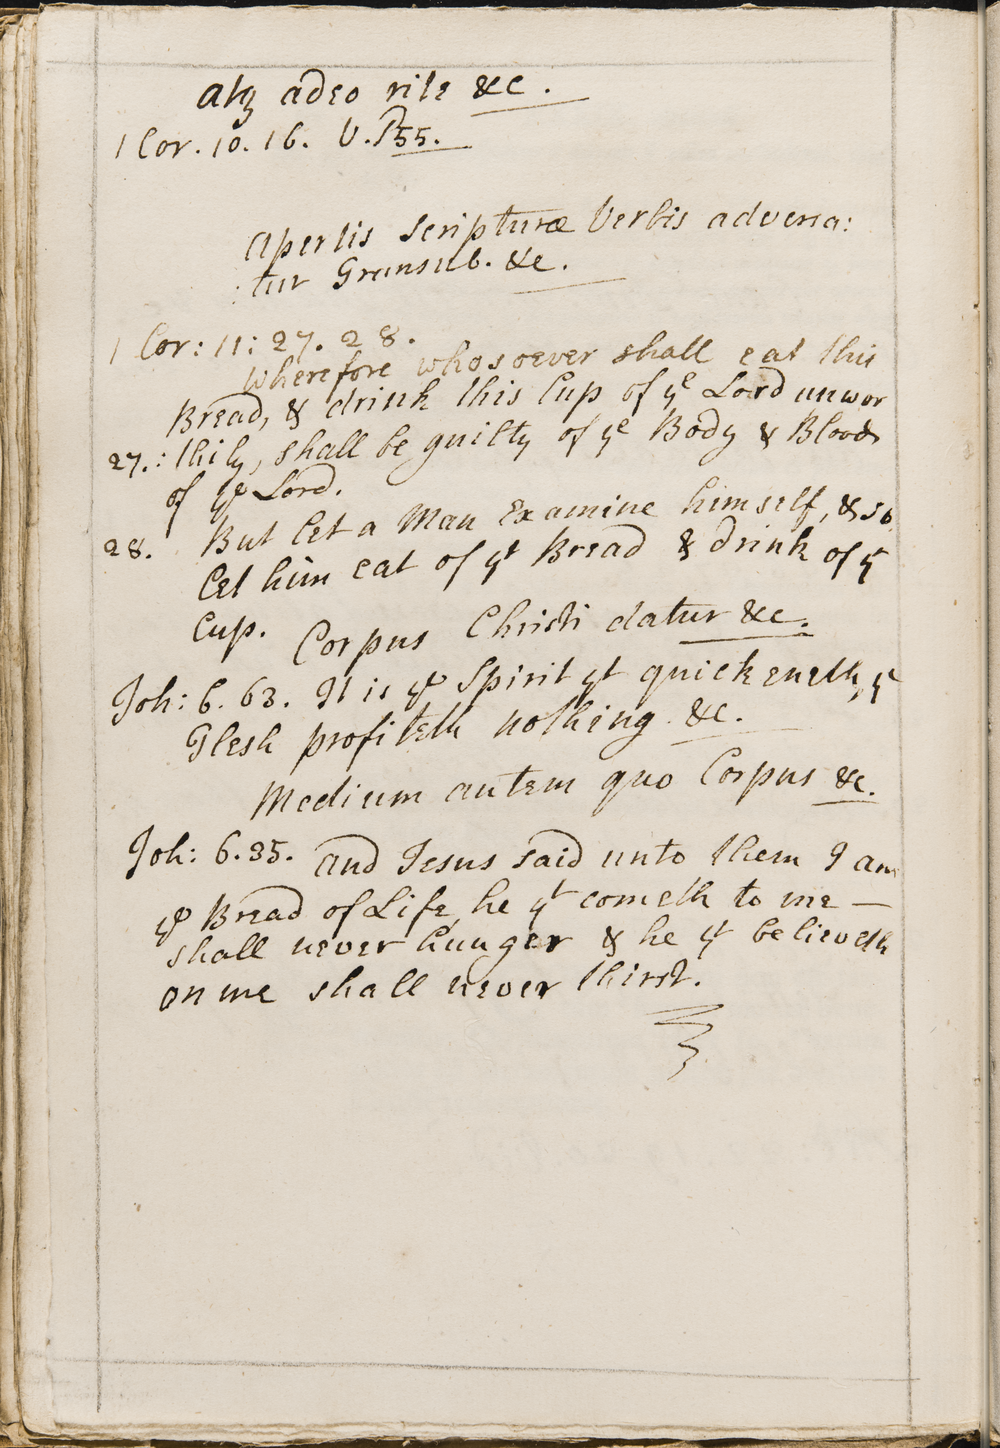 Atq adeo rite &c.
1 Cor. 10. 16. V. P55.
Apertis Scripturæ Verbis adversa:
:tur Transub. &c.
1 Cor: 11: 27. 28.
Wherefore whosoever shall eat this
Bread, & drink this Cup of ye Lord unwor
27.: thily, shall be guilty of ye Body & Blood
of ye Lord.
28. But let a Man Examine himself, & so
let him eat of yt Bread & drink of yt
Cup.
Corpus Christi datur &c.
Joh: 6. 63. It is ye Spirit yt quickeneth, ye
Flesh profiteth nothing &c.
Medium autem quo Corpus &c.
Joh: 6. 35. And Jesus said unto them I am
ye Bread of Life, he yt cometh to me —
shall never hunger & he yt believeth
on me shall never thirst.